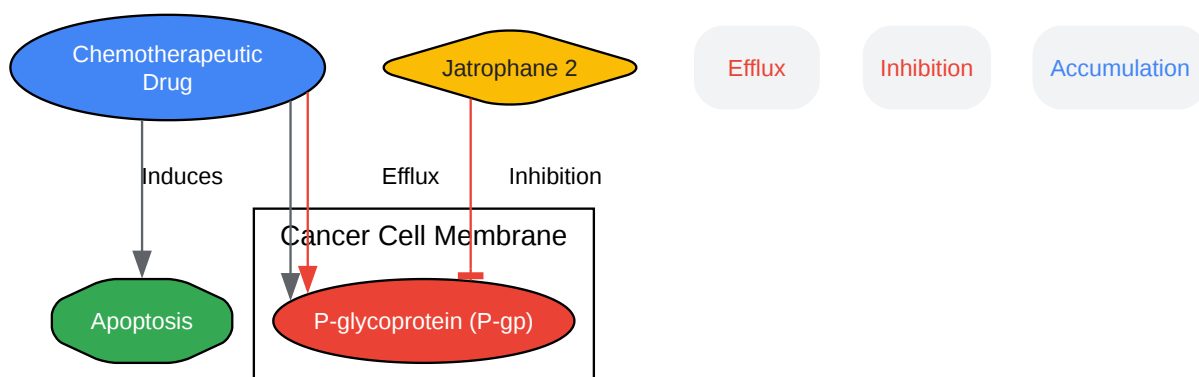 Chemotherapeutic
Drug
Jatrophane 2
Efflux
Inhibition
Accumulation
Induces
Efflux
Inhibition
Cancer Cell Membrane
Apoptosis
P-glycoprotein (P-gp)